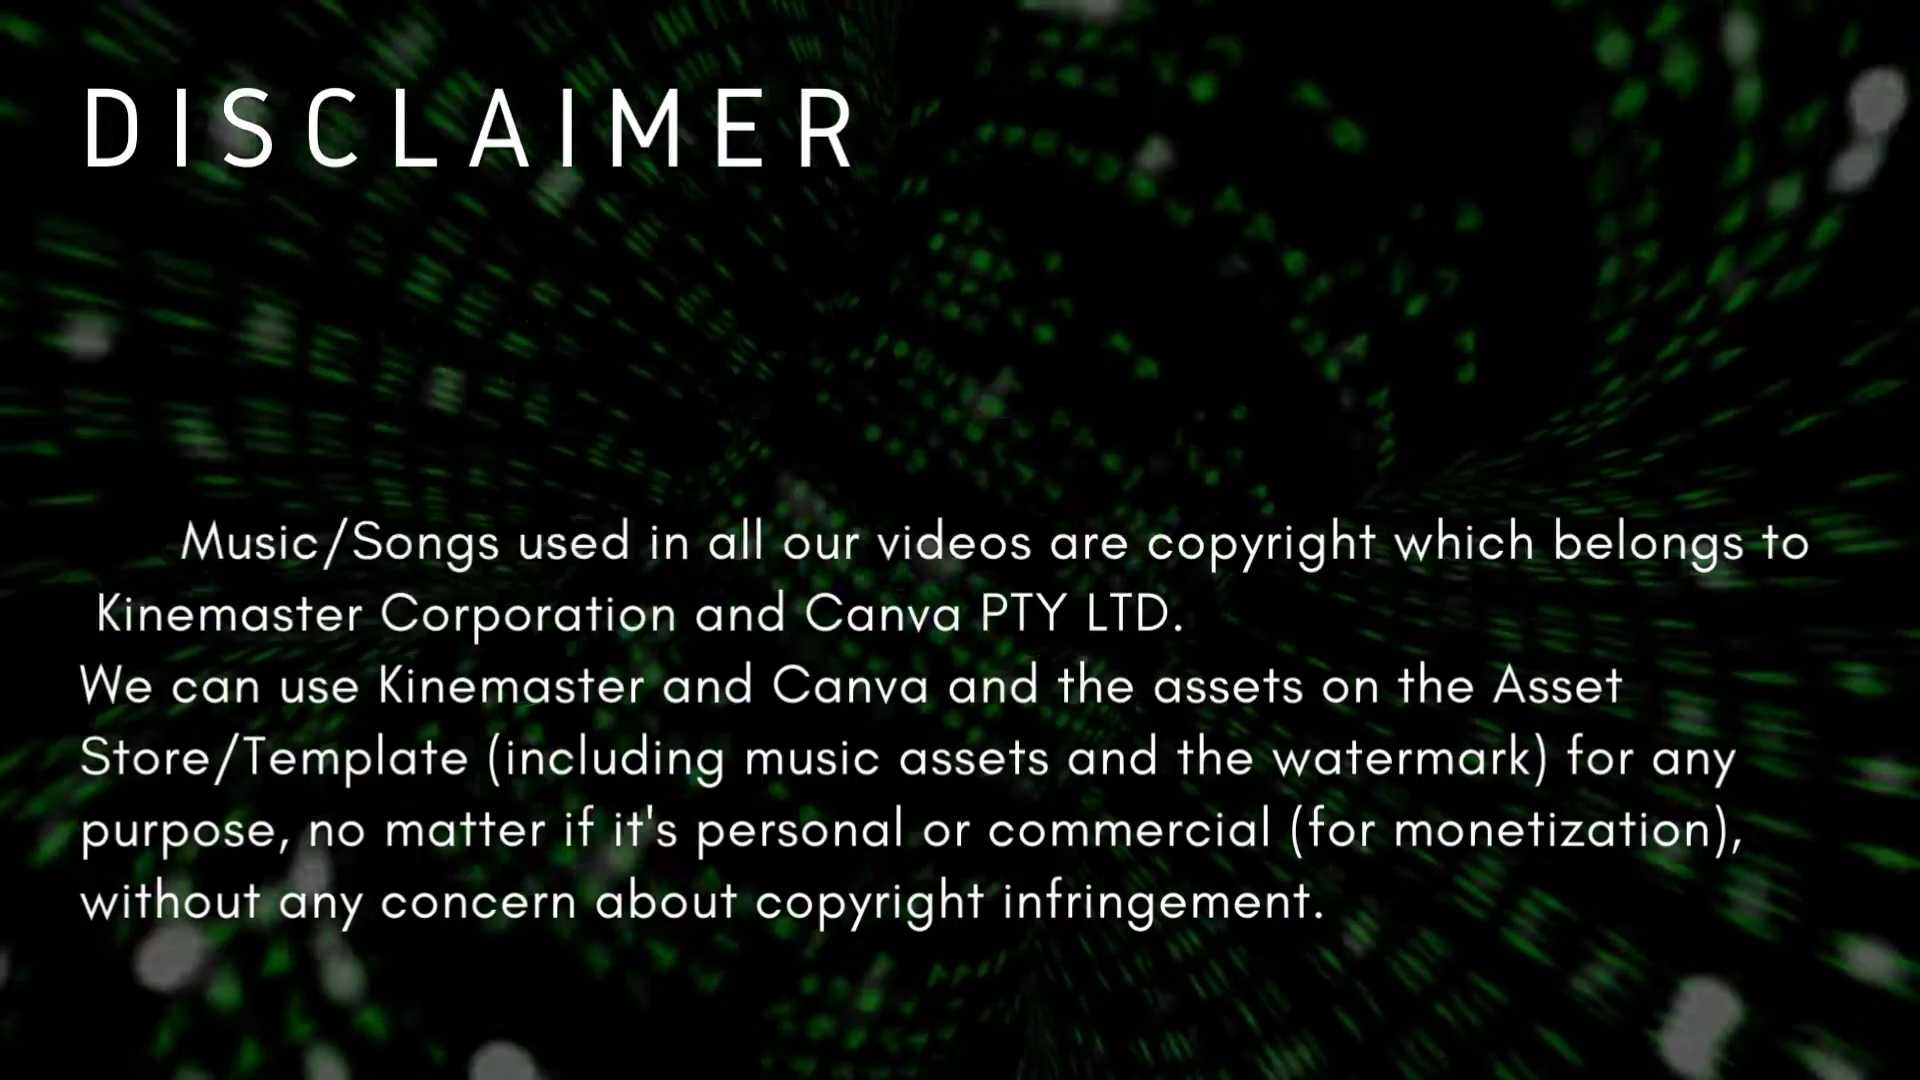 DISCLAIMER
Music/Songs used in all our videos are copyright which belongs to
Kinemaster Corporation and Canva PTY LTD.
We can use Kinemaster and Canva and the assets on the Asset
Store/Template (including music assets and the watermark) for any
purpose, no matter if it's personal or commercial (for monetization),
without any concern about copyright infringement.